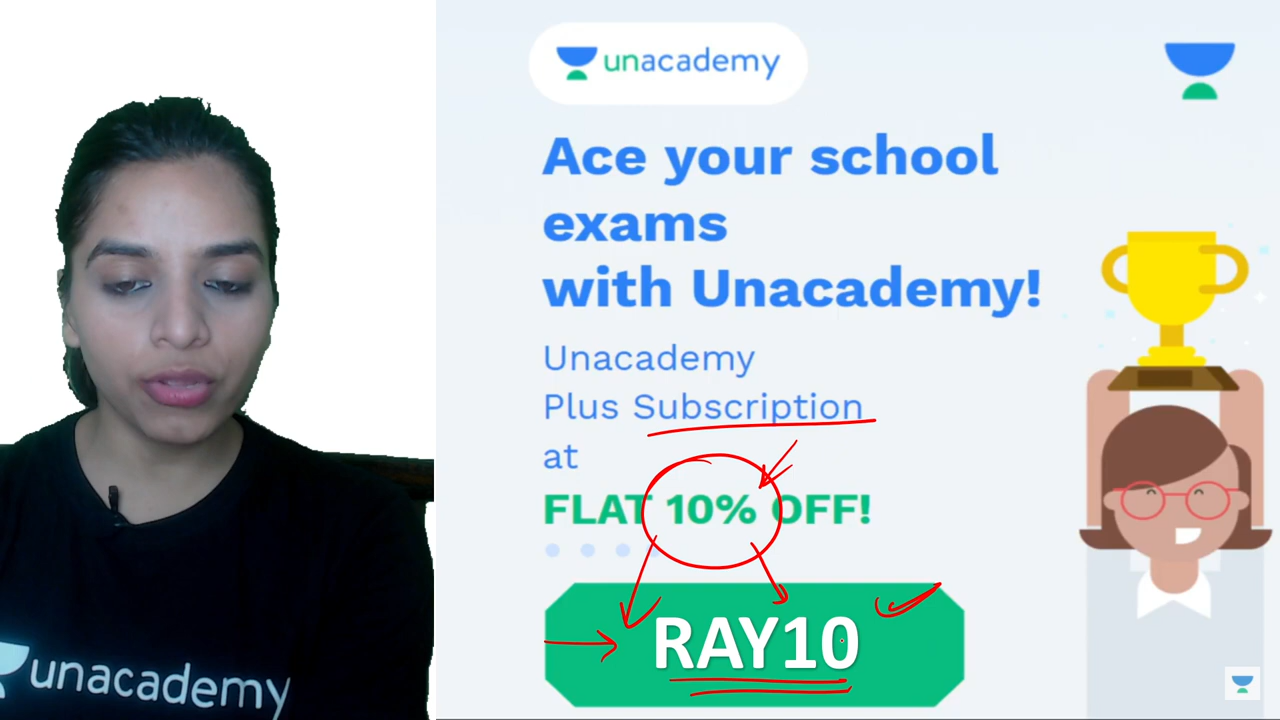 unacademy
Ace your school
exams
with Unacademy!
Unacademy
Plus Subscription
at
FLAT 10% OFF!
RAY10
unacademy